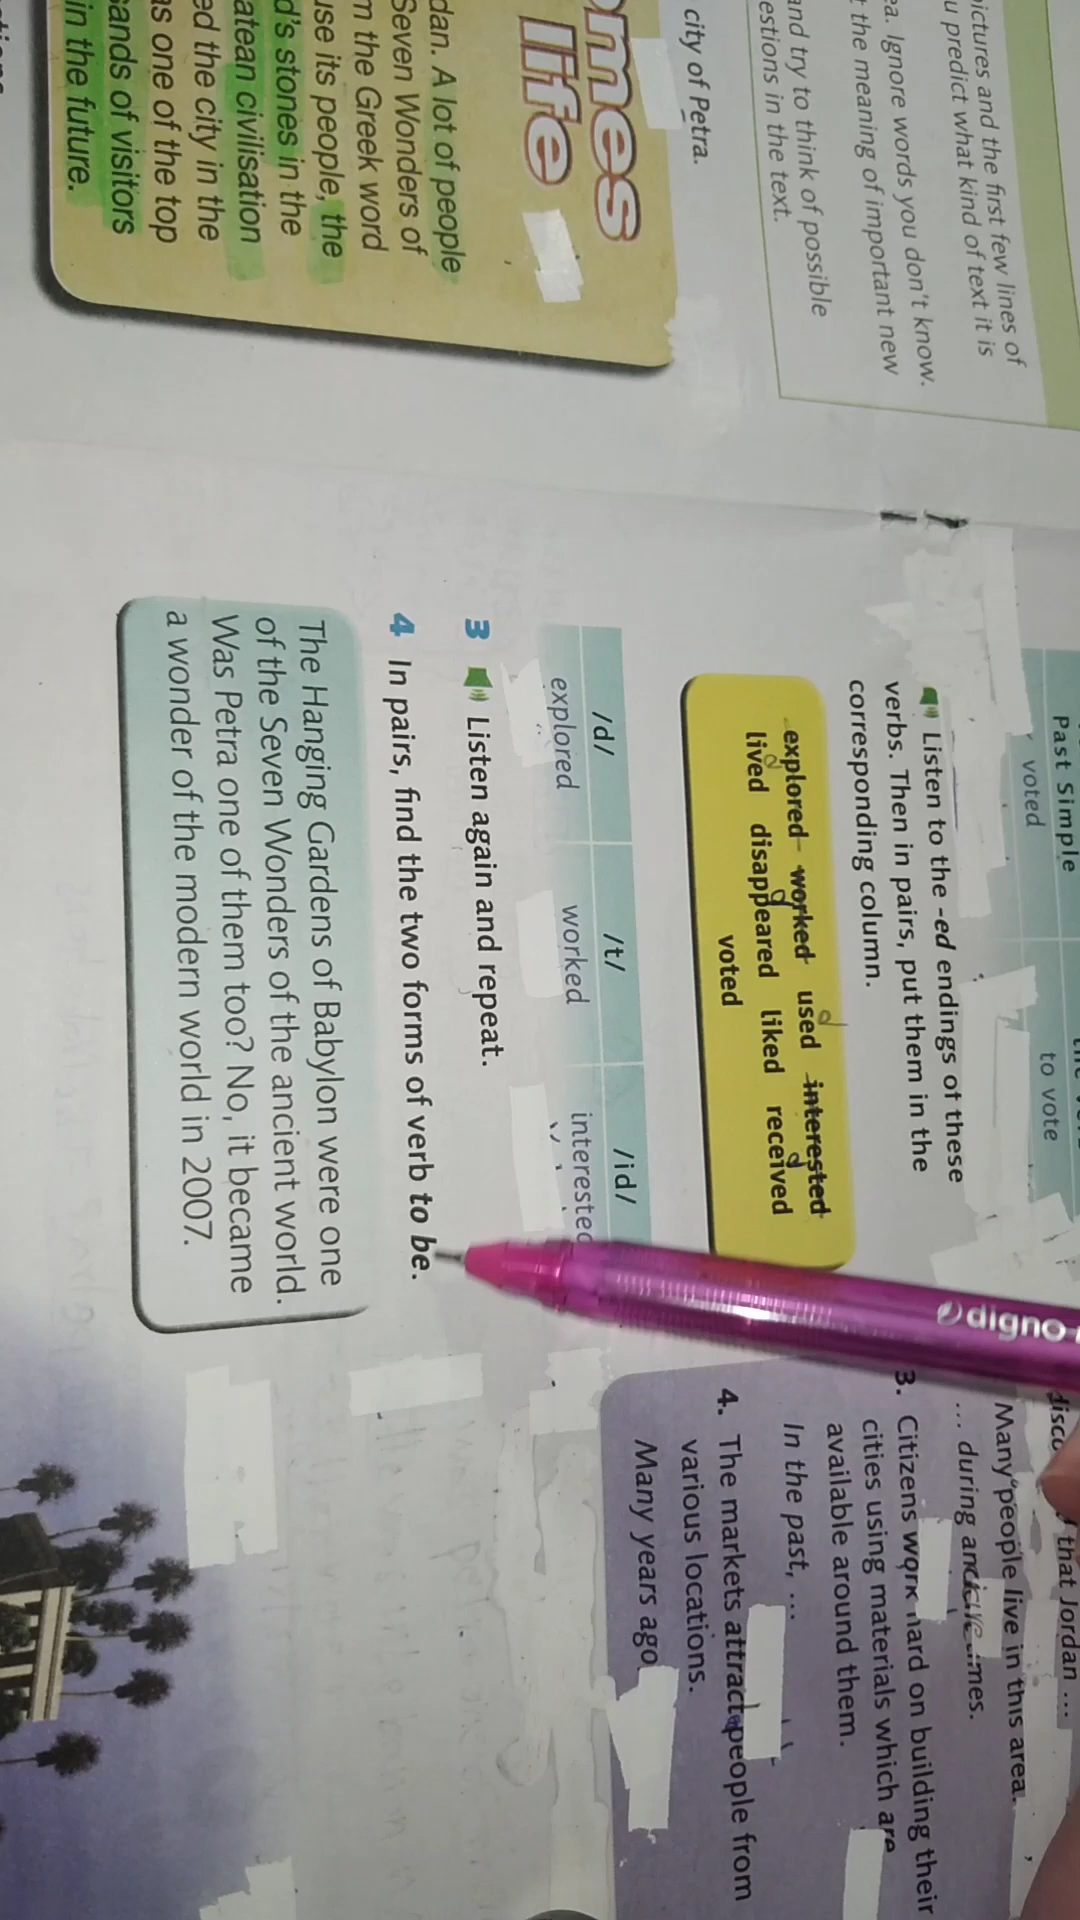 ictures and the first few lines of
u predict what kind of text it is
ea. Ignore words you don't know.
t the meaning of important new
and try to think of possible
estions in the text.
city of Petra.
omes
life
dan. A lot of people
Seven Wonders of
m the Greek word
use its people, the
d's stones in the
atean civilisation
ed the city in the
as one of the top
sands of visitors
in the future.
Past Simple
voted
to vote
Listen to the -ed endings of these
verbs. Then in pairs, put them in the
corresponding column.
explored worked used interested
lived disappeared liked received
voted
d
d
d
d
/d/ /t/ /id/
explored worked interested
3 Listen again and repeat.
4 In pairs, find the two forms of verb to be.
The Hanging Gardens of Babylon were one
of the Seven Wonders of the ancient world.
Was Petra one of them too? No, it became
a wonder of the modern world in 2007.
digno
that Jordan ...
Many people live in this area.
... during
3. Citizens work hard on building their
cities using materials which are
available around them.
In the past, ...
4. The markets attract people from
various locations.
Many years ago